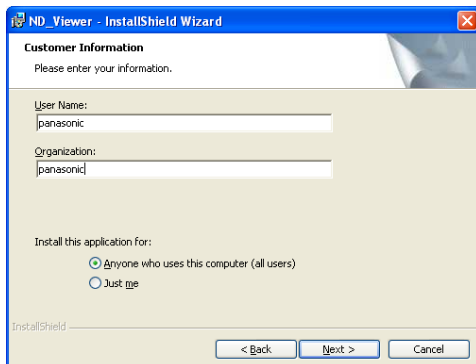 ND_Viewer - InstallShield Wizard
Customer Information
Please enter your information.
User Name:
panasonic
Organization:
panasonic
Install this application for:
Anyone who uses this computer (all users)
Just me
InstallShield
< Back Next > Cancel